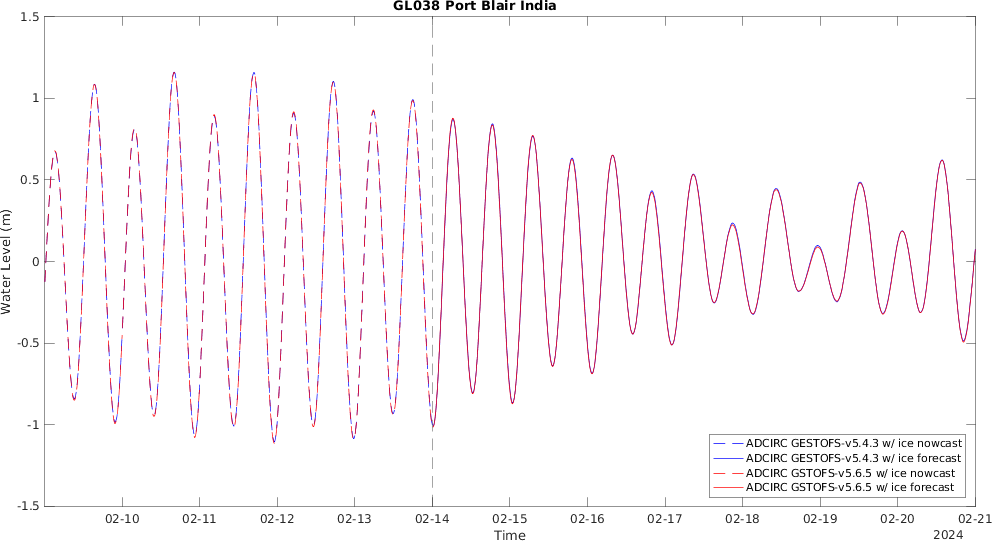 GL038 Port Blair India
1.5
1
0.5
0
-0.5
-1
-1.5
Water Level (m)
ADCIRC GESTOFS-v5.4.3 w/ ice nowcast
ADCIRC GESTOFS-v5.4.3 w/ ice forecast
ADCIRC GSTOFS-v5.6.5 w/ ice nowcast
ADCIRC GSTOFS-v5.6.5 w/ ice forecast
02-10 02-11 02-12 02-13 02-14 02-15 02-16 02-17 02-18 02-19 02-20 02-21
Time
2024